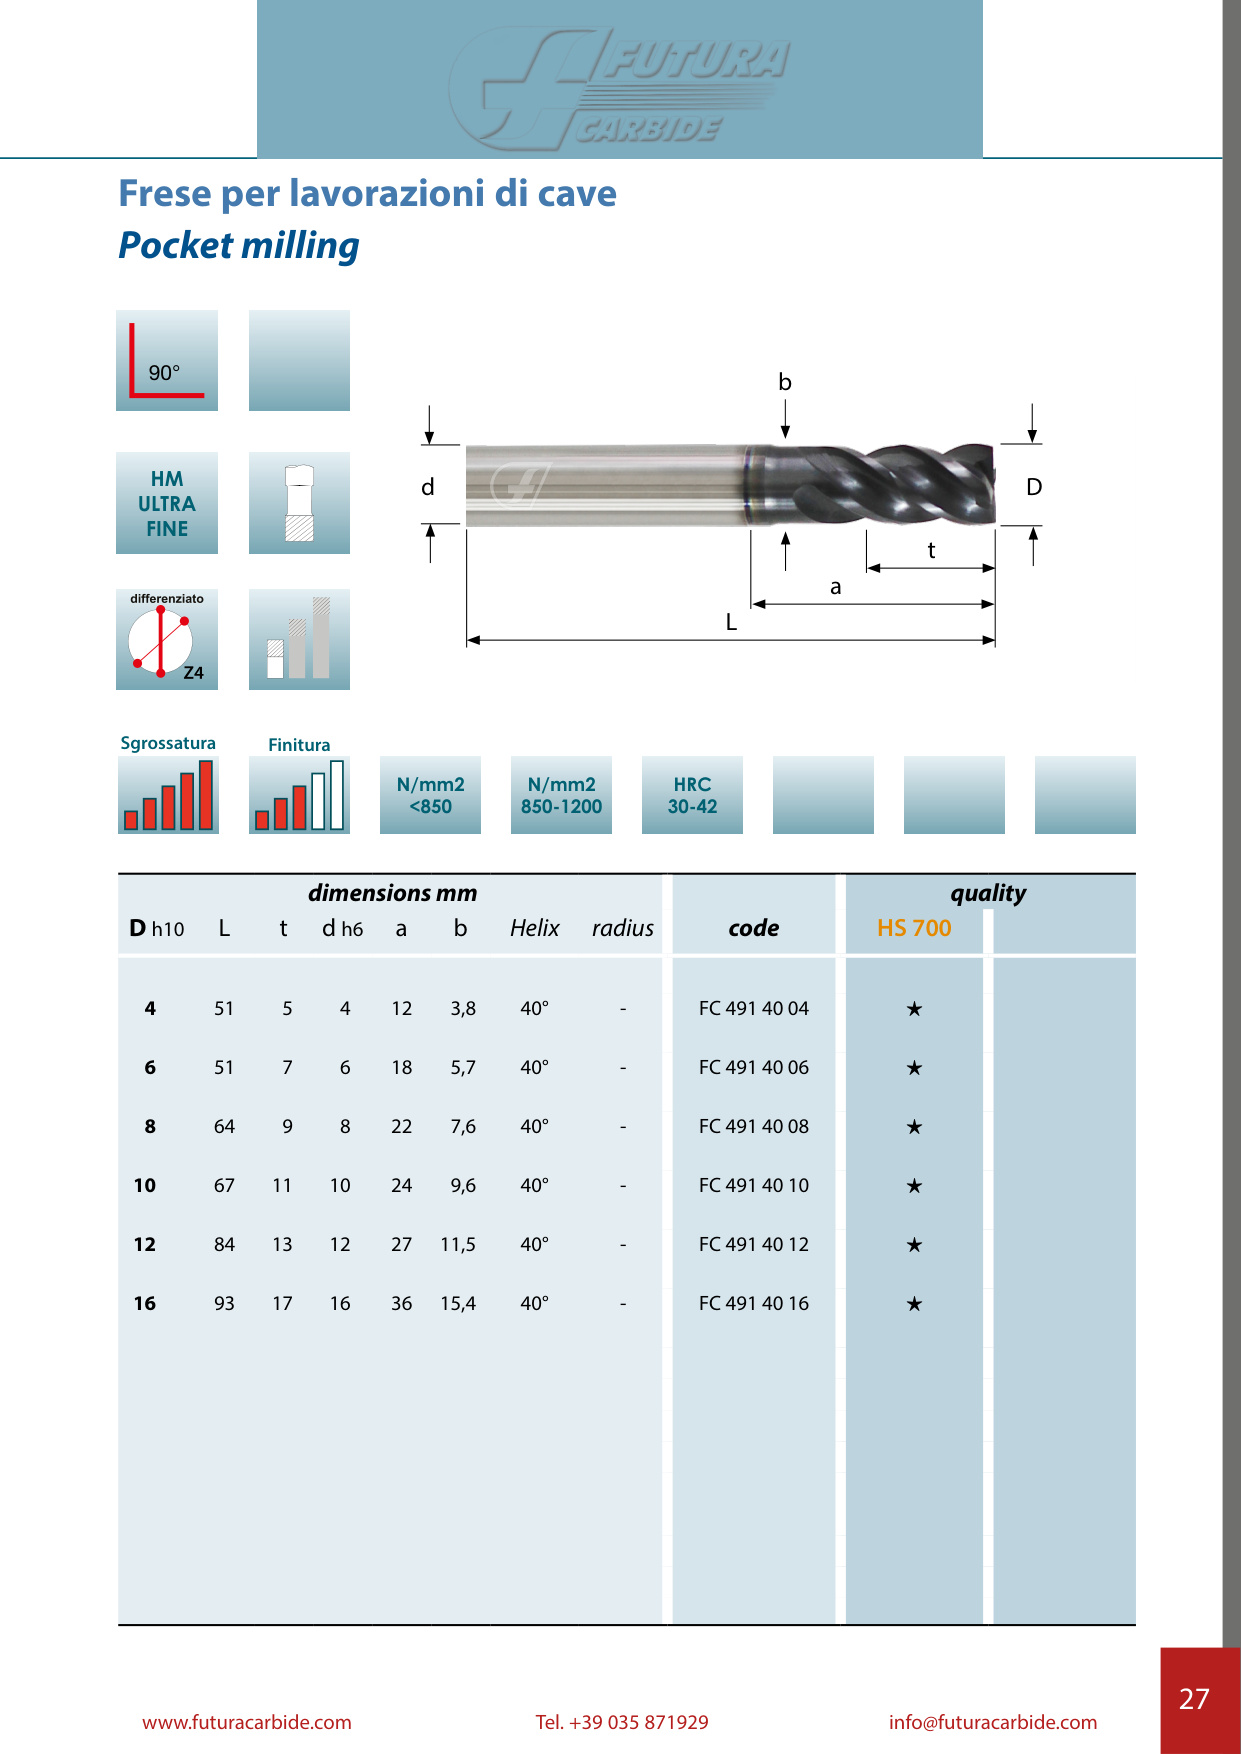 FUTURA
CARBIDE
Frese per lavorazioni di cave
Pocket milling
90°
HM
ULTRA
FINE
differenziato
Z4
b
d
D
t
a
L
Sgrossatura
Finitura
N/mm2
<850
N/mm2
850-1200
HRC
30-42
dimensions mm quality
D h10 L t d h6 a b Helix radius code HS 700
4 51 5 4 12 3,8 40° - FC 491 40 04 ★
6 51 7 6 18 5,7 40° - FC 491 40 06 ★
8 64 9 8 22 7,6 40° - FC 491 40 08 ★
10 67 11 10 24 9,6 40° - FC 491 40 10 ★
12 84 13 12 27 11,5 40° - FC 491 40 12 ★
16 93 17 16 36 15,4 40° - FC 491 40 16 ★
27
www.futuracarbide.com Tel. +39 035 871929 info@futuracarbide.com